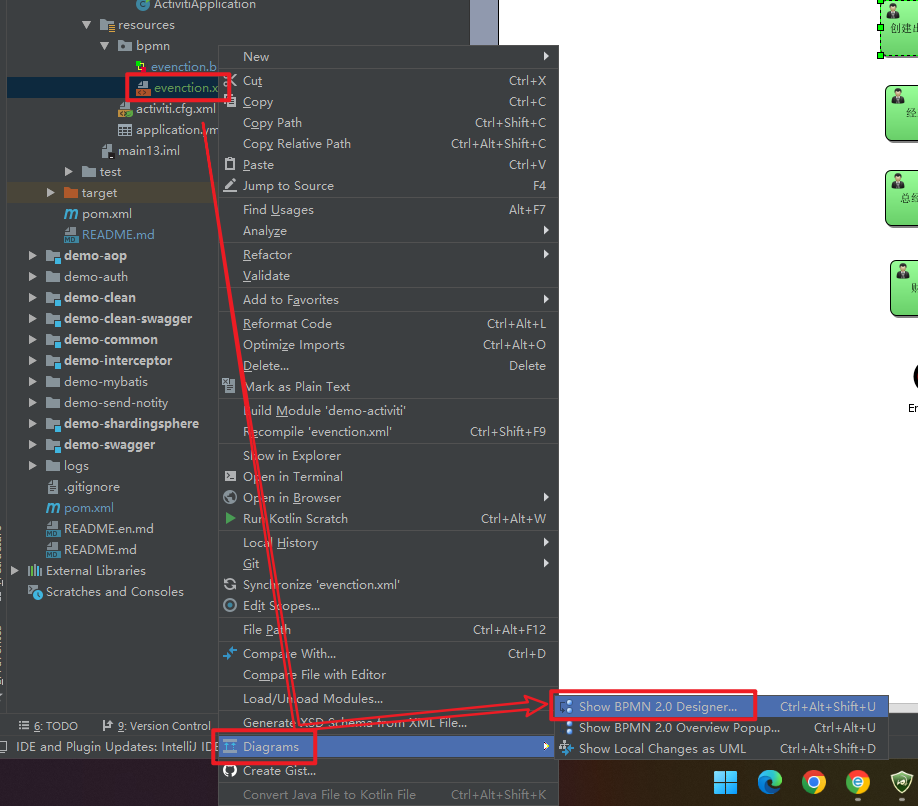 ActivitiApplication
resources
bpmn
evenction.b
evenction.x
activiti.cfg.xml
application.ym
main13.iml
test
target
pom.xml
README.md
demo-aop
demo-auth
demo-clean
demo-clean-swagger
demo-common
demo-interceptor
demo-mybatis
demo-send-notity
demo-shardingsphere
demo-swagger
logs
.gitignore
pom.xml
README.en.md
README.md
External Libraries
Scratches and Consoles
6: TODO
9: Version Control
IDE and Plugin Updates: IntelliJ IDE
New
Cut Ctrl+X
Copy Ctrl+C
Copy Path Ctrl+Shift+C
Copy Relative Path Ctrl+Alt+Shift+C
Paste Ctrl+V
Jump to Source F4
Find Usages Alt+F7
Analyze
Refactor
Validate
Add to Favorites
Reformat Code Ctrl+Alt+L
Optimize Imports Ctrl+Alt+O
Delete... Delete
Mark as Plain Text
Build Module 'demo-activiti'
Recompile 'evenction.xml' Ctrl+Shift+F9
Show in Explorer
Open in Terminal
Open in Browser
Run Kotlin Scratch Ctrl+Alt+W
Local History
Git
Synchronize 'evenction.xml'
Edit Scopes...
File Path Ctrl+Alt+F12
Compare With... Ctrl+D
Compare File with Editor
Load/Unload Modules...
Generate XSD Schema from XML File...
Diagrams
Create Gist...
Convert Java File to Kotlin File Ctrl+Alt+Shift+K
Show BPMN 2.0 Designer... Ctrl+Alt+Shift+U
Show BPMN 2.0 Overview Popup... Ctrl+Alt+U
Show Local Changes as UML Ctrl+Alt+Shift+D
创建出
经
总经
财
En